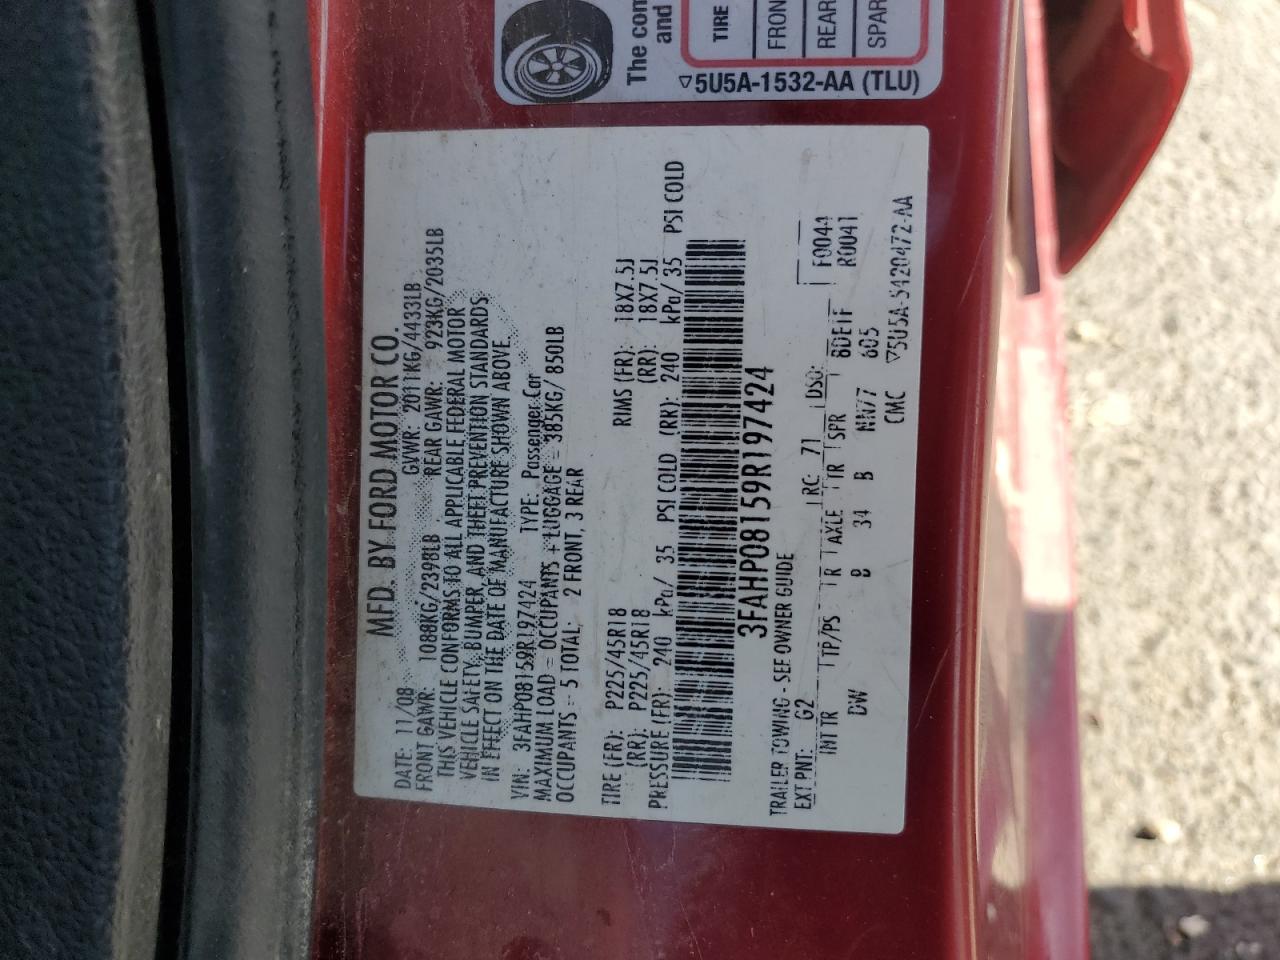 The com
and
TIRE
FRON
REAR
SPAR
▽5U5A-1532-AA (TLU)
MFD. BY FORD MOTOR CO.
DATE: 11/08 GVWR: 2011KG/4433LB
FRONT GAWR: 1088KG/2398LB REAR GAWR: 923KG/2035LB
THIS VEHICLE CONFORMS TO ALL APPLICABLE FEDERAL MOTOR
VEHICLE SAFETY, BUMPER, AND THEFT PREVENTION STANDARDS
IN EFFECT ON THE DATE OF MANUFACTURE SHOWN ABOVE.
VIN: 3FAHP08159R197424 TYPE: Passenger Car
MAXIMUM LOAD = OCCUPANTS + LUGGAGE = 385KG/ 850LB
OCCUPANTS = 5 TOTAL: 2 FRONT, 3 REAR
TIRE (FR): P225/45R18 RIMS (FR): 18X7.5J
(RR): P225/45R18 (RR): 18X7.5J
PRESSURE (FR): 240 kPa/ 35 PSI COLD (RR): 240 kPa/ 35 PSI COLD
3FAHP08159R197424
TRAILER TOWING - SEE OWNER GUIDE
EXT PNT: G2 RC: 71 DSO: F0044
INT TR TP/PS R AXLE TR SPR BDEIF R0041
DW B 34 B NN77 605
CMC ▽5U5A-5420472-AA